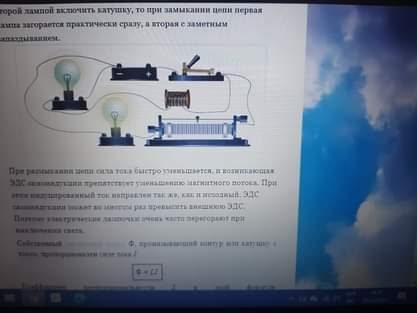 торой лампой включить катушку, то при замыкании цепи первая
ампа загорается практически сразу, а вторая с заметным
апаздыванием.
При размыкании цепи сила тока быстро уменьшается, и возникающая
ЭДС самоиндукции препятствует уменьшению магнитного потока. При
этом индуцированный ток направлен так же, как и исходный. ЭДС
самоиндукции может во много раз превысить внешнюю ЭДС.
Поэтому электрические лампочки очень часто перегорают при
выключении света.
Собственный Ф, пронизывающий контур или катушку с
током, пропорционален силе тока I
Φ = LI